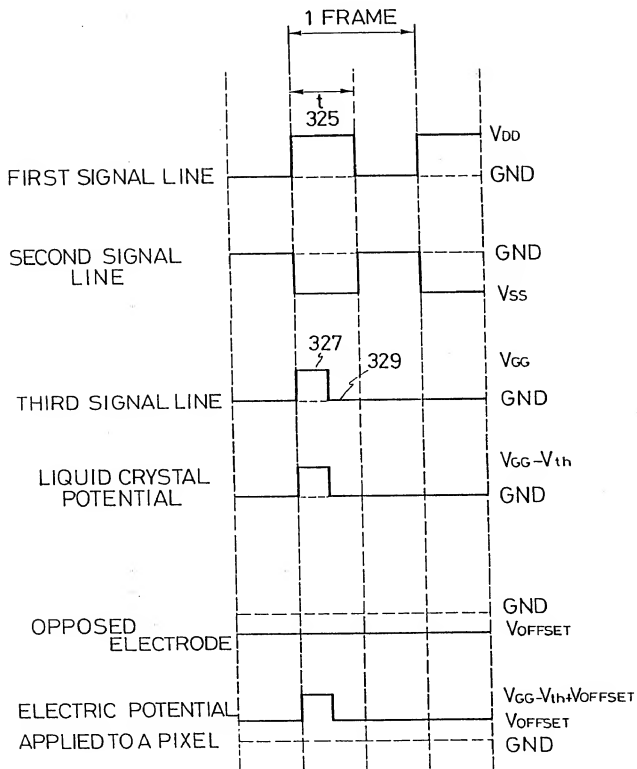 1 FRAME
t
325
VDD
FIRST SIGNAL LINE
GND
SECOND SIGNAL
LINE
GND
VSS
327
329
VGG
THIRD SIGNAL LINE
GND
LIQUID CRYSTAL
POTENTIAL
VGG-Vth
GND
GND
OPPOSED
ELECTRODE
VOFFSET
ELECTRIC POTENTIAL
APPLIED TO A PIXEL
VGG-Vth+VOFFSET
VOFFSET
GND